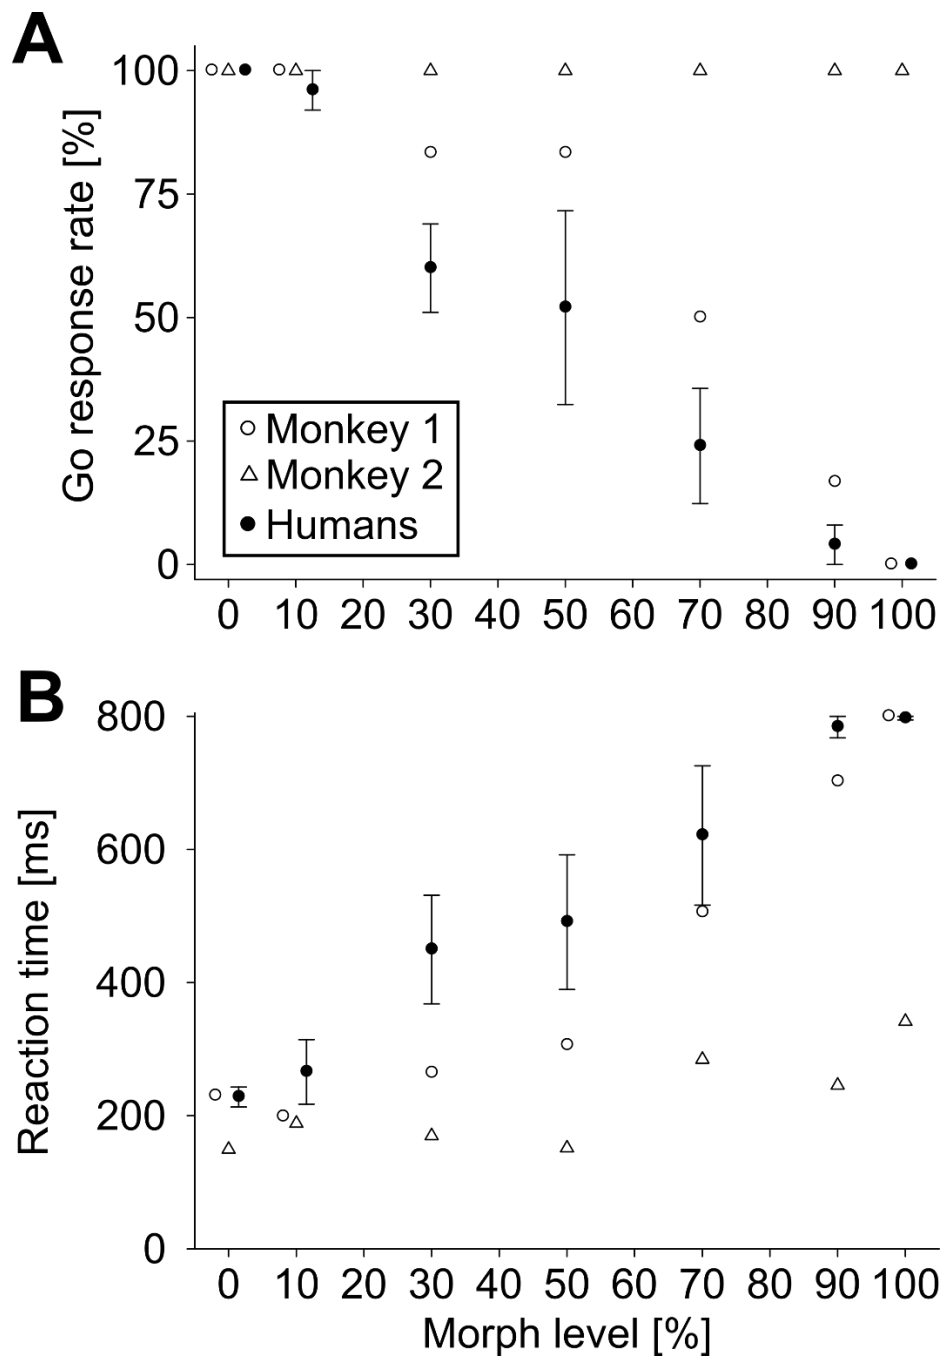 A
Go response rate [%]
100
75
50
25
0
Monkey 1
Monkey 2
Humans
0 10 20 30 40 50 60 70 80 90 100
B
Reaction time [ms]
800
600
400
200
0
0 10 20 30 40 50 60 70 80 90 100
Morph level [%]